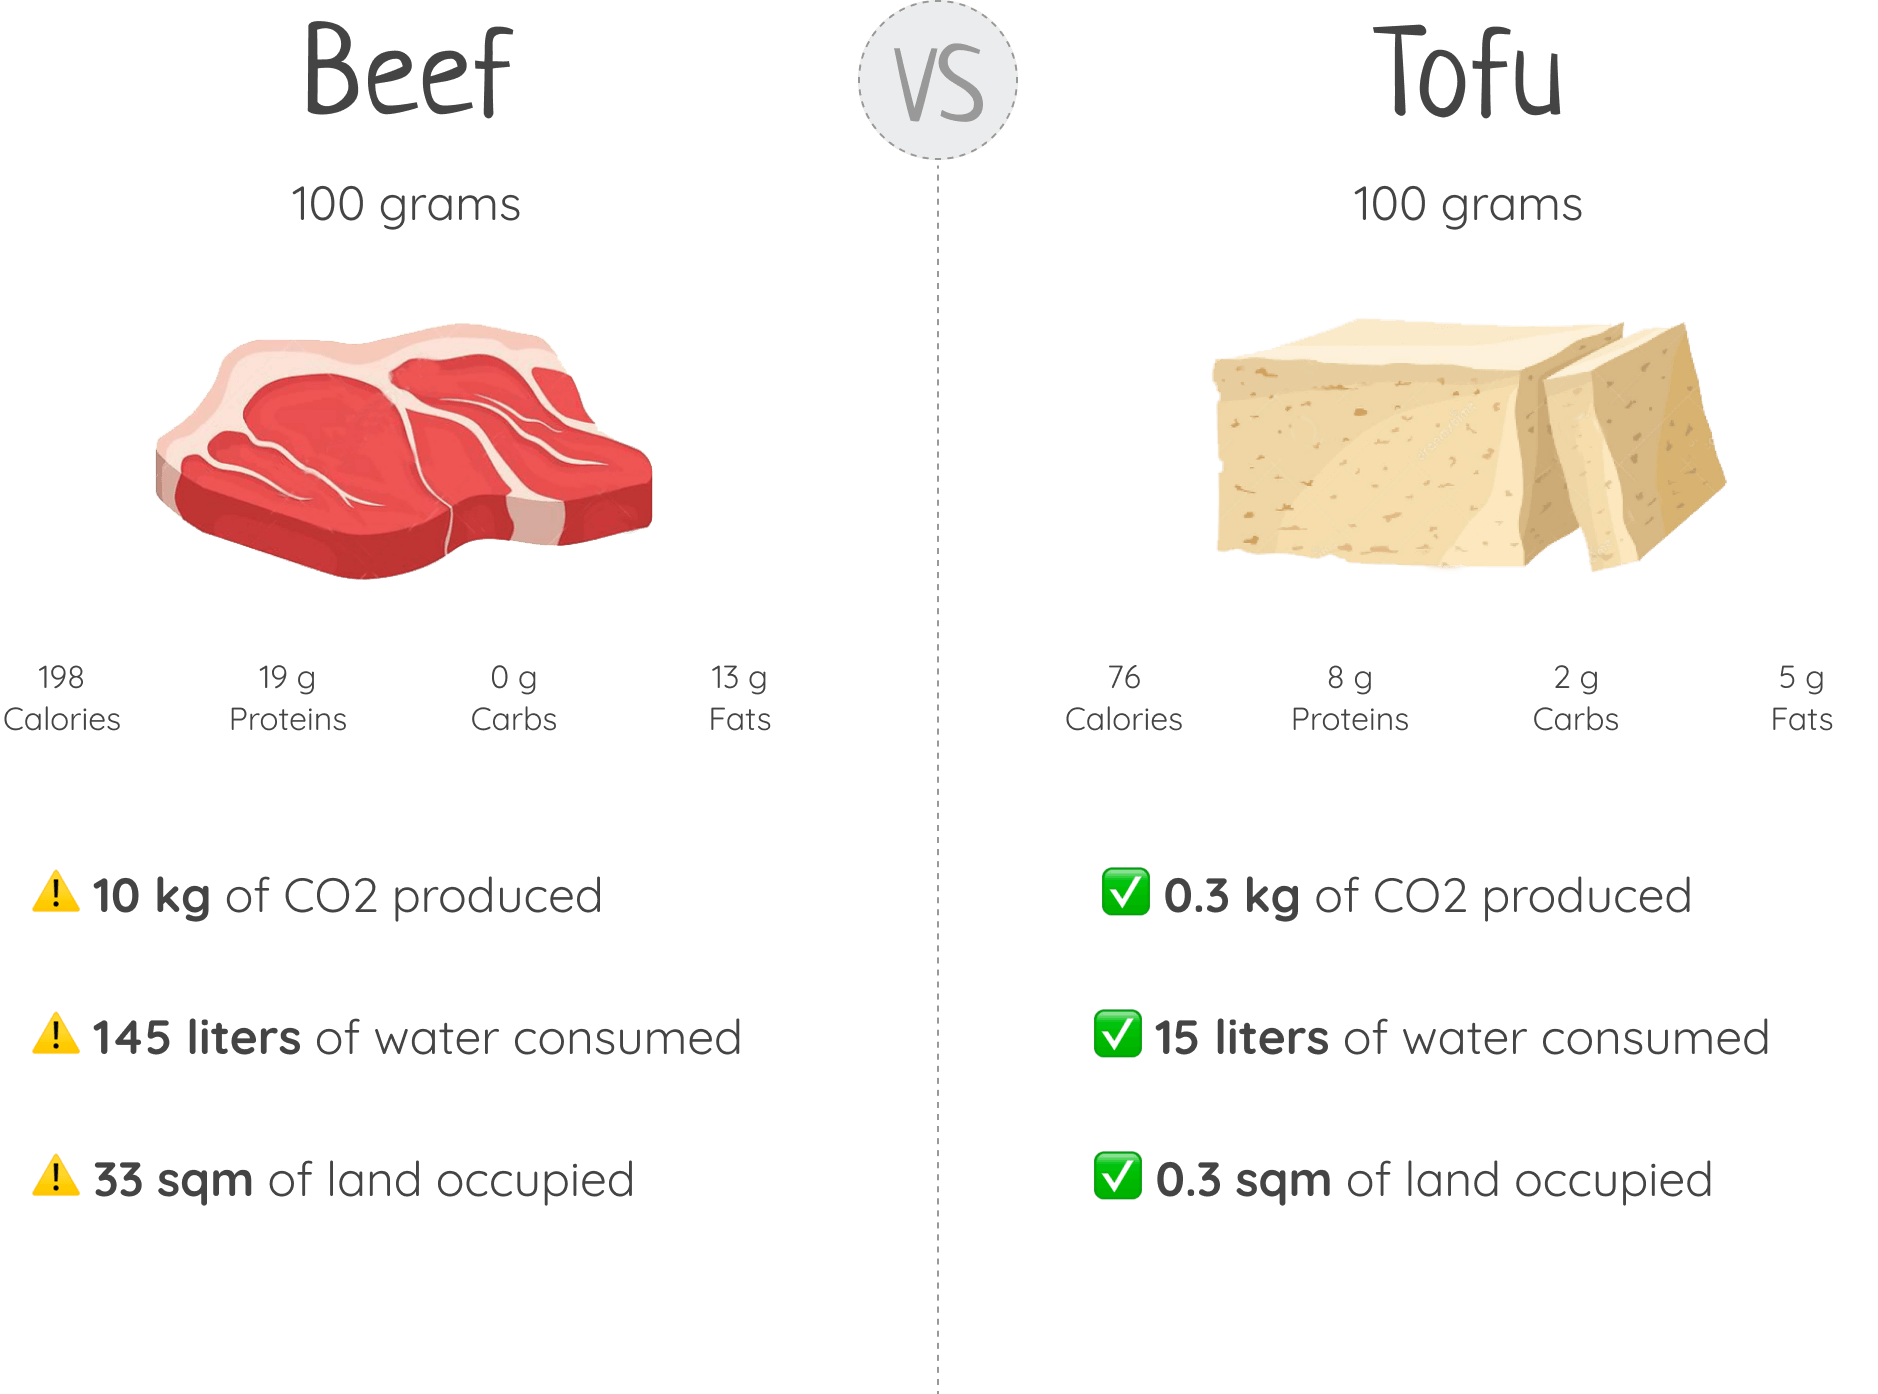 Beef
VS
Tofu
100 grams
100 grams
198
Calories
19 g
Proteins
0 g
Carbs
13 g
Fats
76
Calories
8 g
Proteins
2 g
Carbs
5 g
Fats
10 kg of CO2 produced
145 liters of water consumed
33 sqm of land occupied
0.3 kg of CO2 produced
15 liters of water consumed
0.3 sqm of land occupied